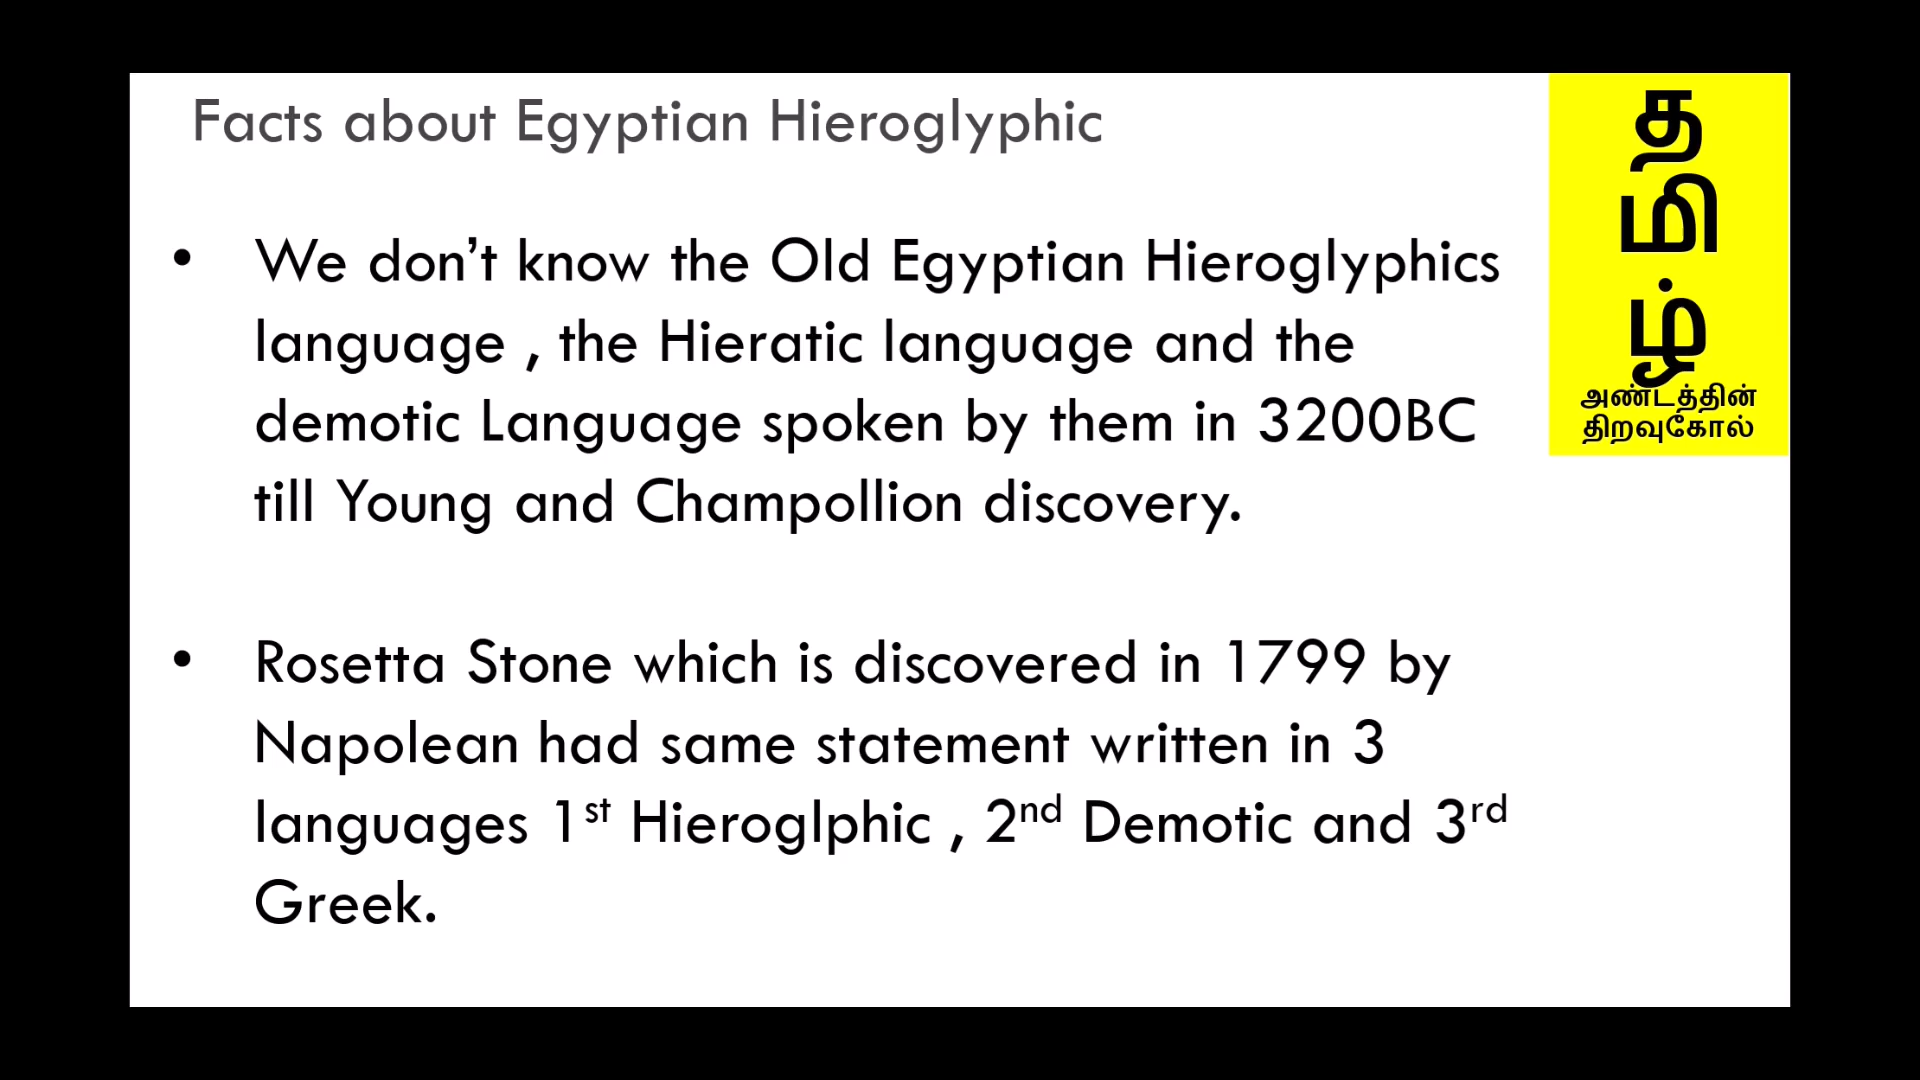 Facts about Egyptian Hieroglyphic
• We don’t know the Old Egyptian Hieroglyphics
language , the Hieratic language and the
demotic Language spoken by them in 3200BC
till Young and Champollion discovery.
• Rosetta Stone which is discovered in 1799 by
Napolean had same statement written in 3
languages 1st Hieroglphic , 2nd Demotic and 3rd
Greek.
த
மி
ழ்
அண்டத்தின்
திறவுகோல்